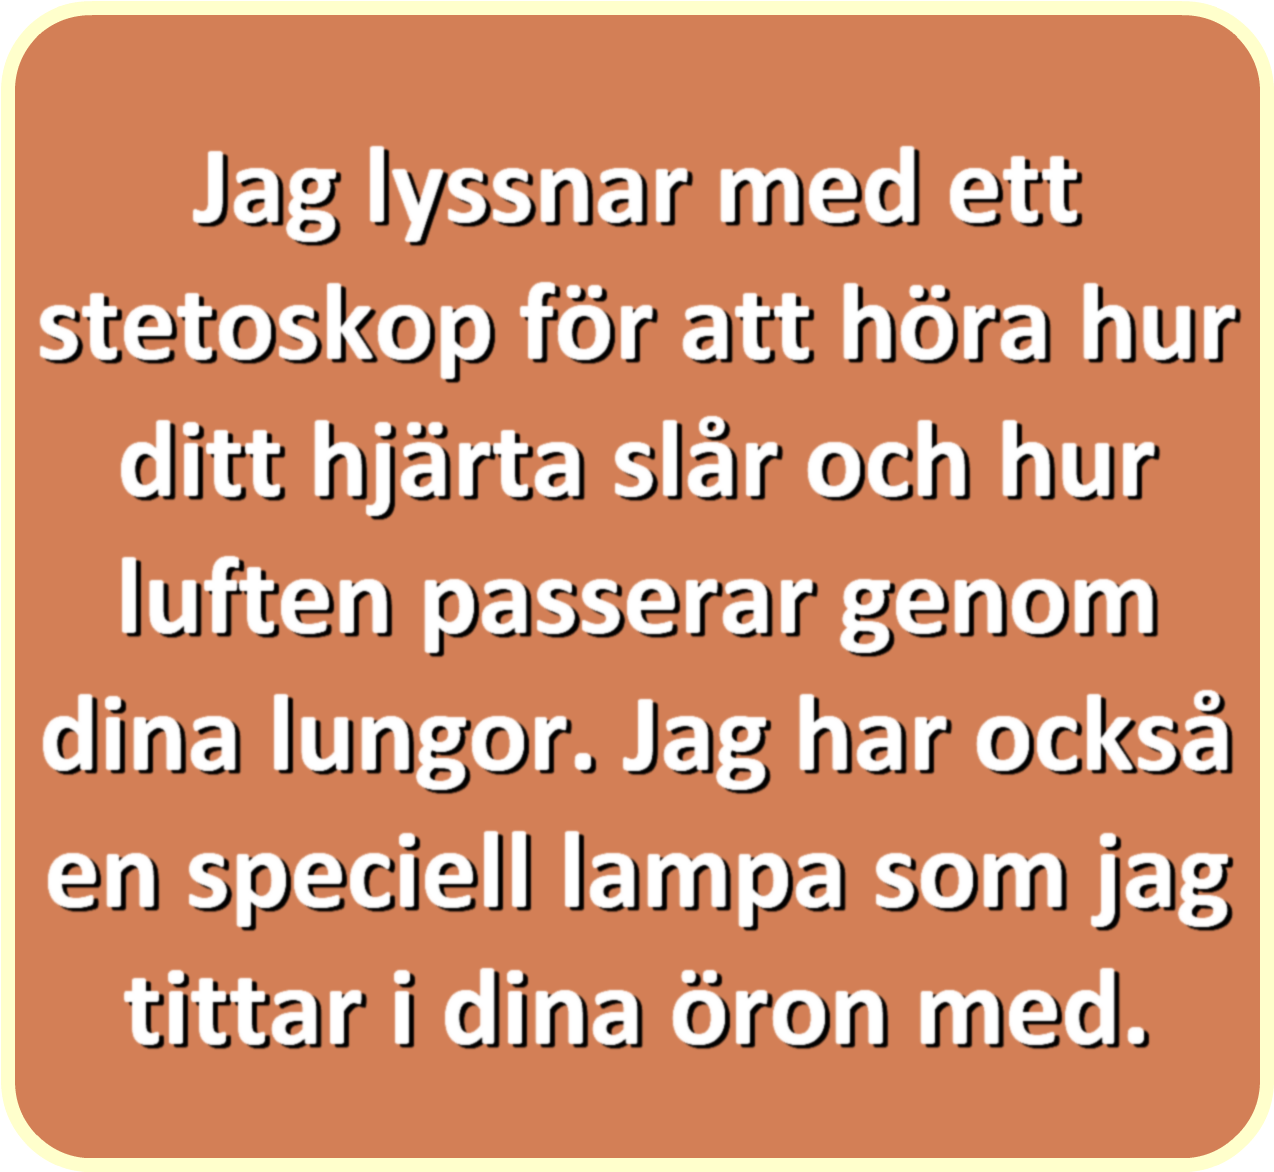 Jag lyssnar med ett
stetoskop för att höra hur
ditt hjärta slår och hur
luften passerar genom
dina lungor. Jag har också
en speciell lampa som jag
tittar i dina öron med.